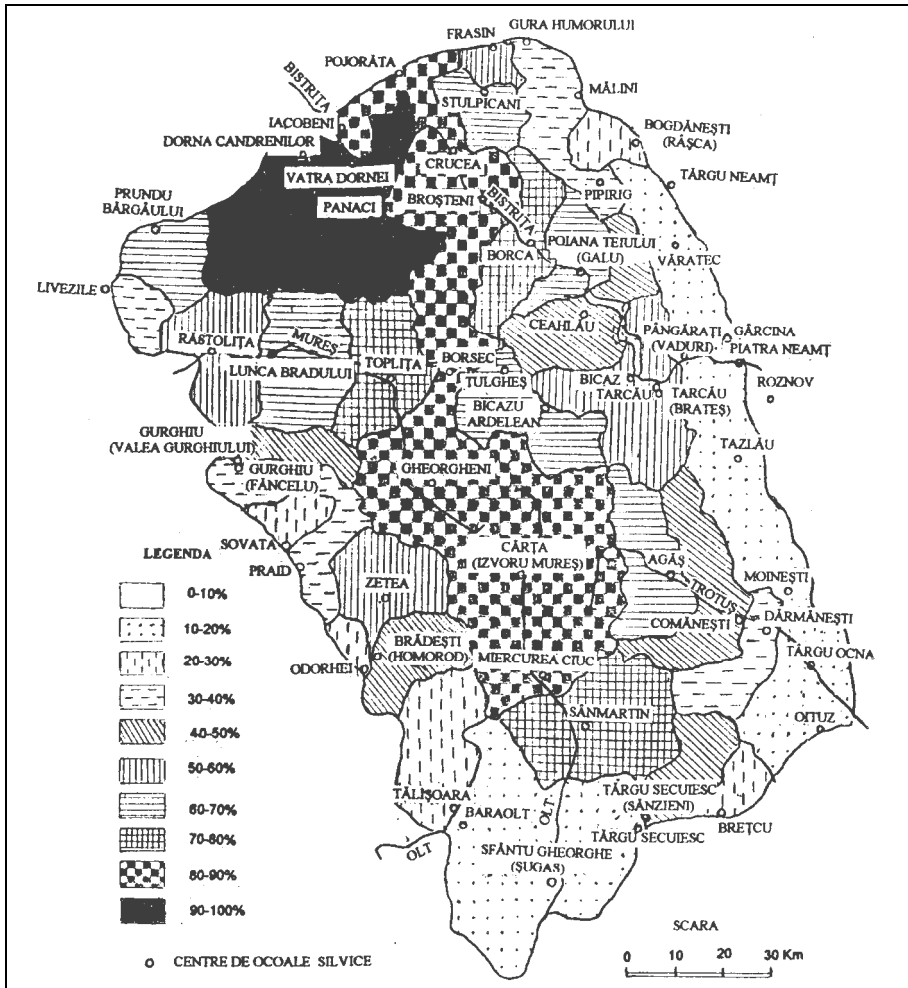 GURA HUMORULUI
FRASIN
POJORÂTA
BISTRIȚA
MĂLINI
STULPICANI
IACOBENI
BOGDĂNEȘTI
(RÂȘCA)
DORNA CANDRENILOR
CRUCEA
VATRA DORNEI
TÂRGU NEAMȚ
PIPIRIG
PRUNDU
BÂRGĂULUI
PANACI
BROȘTENI
BISTRIȚA
POIANA TEIULUI
(GALU)
VĂRATEC
BORCA
LIVEZILE
CEAHLĂU
PÂNGĂRAȚI
(VADURI)
GÂRCINA
PIATRA NEAMȚ
RĂSTOLIȚA
MUREȘ
LUNCA BRADULUI
TOPLIȚA
BORSEC
TULGHEȘ
BICAZ
TARCĂU
TARCĂU
(BRATEȘ)
ROZNOV
BICAZU
ARDELEAN
GURGHIU
(VALEA GURGHIULUI)
TAZLĂU
GURGHIU
(FÂNCELU)
GHEORGHENI
SOVATA
CÂRȚA
(IZVORU MUREȘ)
AGĂȘ
PRAID
MOINEȘTI
ZETEA
TROTUȘ
DĂRMĂNEȘTI
COMĂNEȘTI
BRĂDEȘTI
(HOMOROD)
TÂRGU OCNA
ODORHEI
MIERCUREA CIUC
SÂNMARTIN
OITUZ
TĂLIȘOARA
BARAOLT
OLT
TÂRGU SECUIESC
(SÂNZIENI)
BREȚCU
TÂRGU SECUIESC
OLT
SFÂNTU GHEORGHE
(ȘUGAS)
LEGENDA
0-10%
10-20%
20-30%
30-40%
40-50%
50-60%
60-70%
70-80%
80-90%
90-100%
CENTRE DE OCOALE SILVICE
SCARA
0 10 20 30 Km